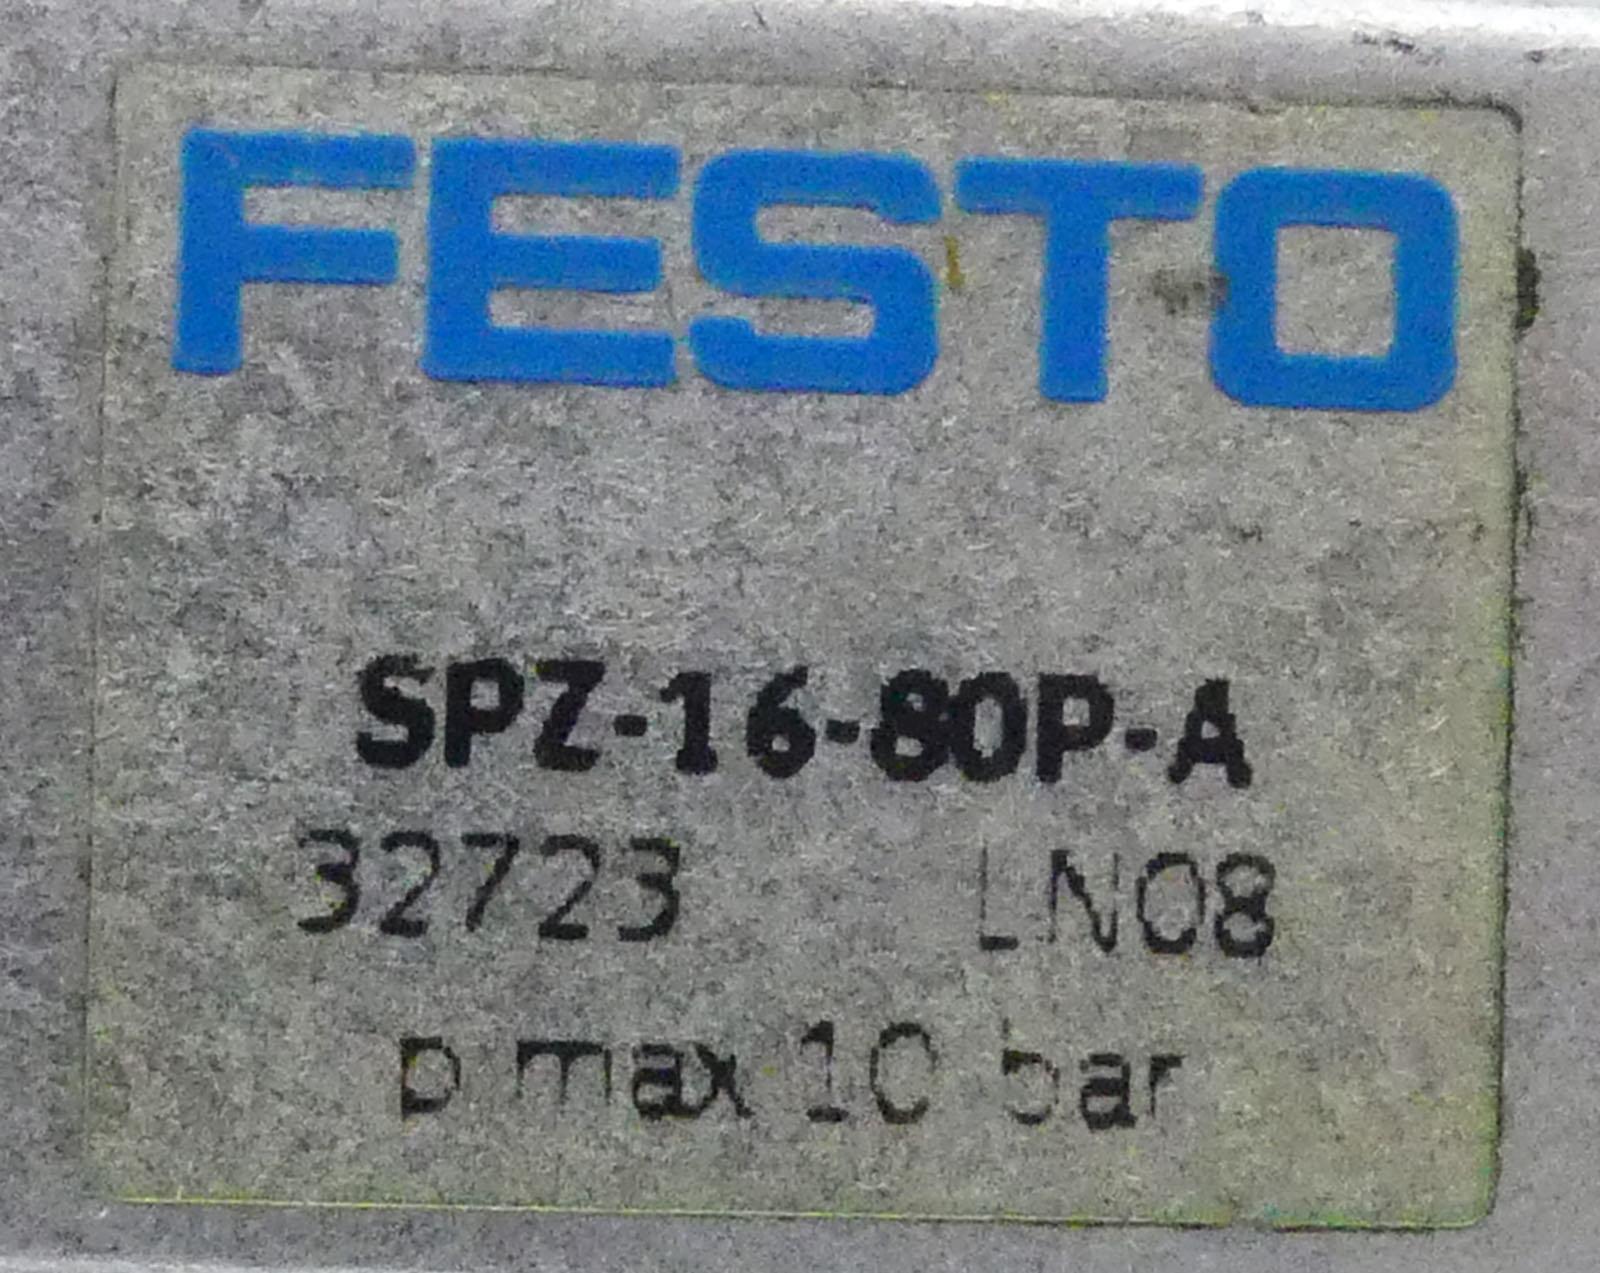 FESTO
SPZ-16-80P-A
32723 LN08
p max 10 bar